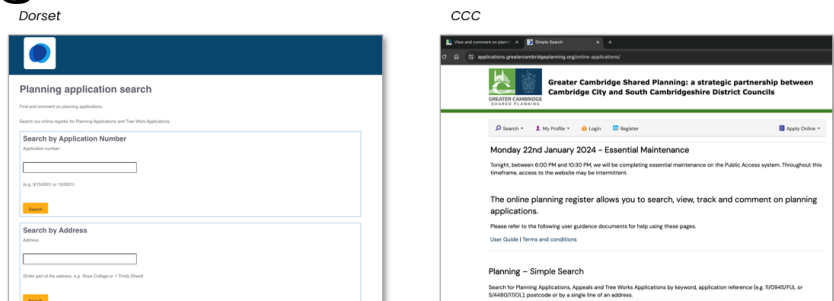 Dorset
Planning application search
Find and comment on planning applications.
Search our online register for Planning Applications and Tree Work Applications.
Search by Application Number
Application number:
(e.g. 3/15/0001 or 15/0001)
Search
Search by Address
Address:
(Enter part of the address, e.g. Rose Cottage or 1 Trinity Street)
Search
CCC
View and comment on plann
Simple Search
applications.greatercambridgeplanning.org/online-applications/
GREATER CAMBRIDGE
SHARED PLANNING
Greater Cambridge Shared Planning: a strategic partnership between
Cambridge City and South Cambridgeshire District Councils
Search
My Profile
Login
Register
Apply Online
Monday 22nd January 2024 - Essential Maintenance
Tonight, between 6:00 PM and 10:30 PM, we will be completing essential maintenance on the Public Access system. Throughout this
timeframe, access to the website may be intermittent.
The online planning register allows you to search, view, track and comment on planning
applications.
Please refer to the following user guidance documents for help using these pages.
User Guide | Terms and conditions
Planning – Simple Search
Search for Planning Applications, Appeals and Tree Works Applications by keyword, application reference (e.g. 11/0945/FUL or
S/4480/17/OL), postcode or by a single line of an address.